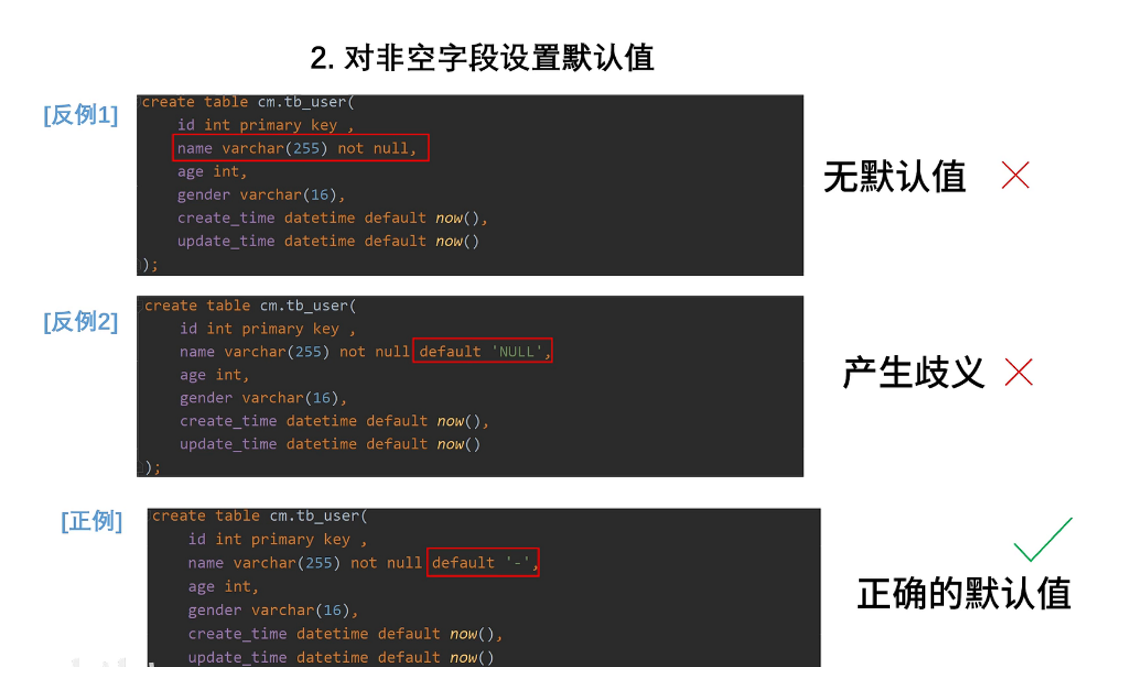 2. 对非空字段设置默认值
[反例1]
create table cm.tb_user(
id int primary key ,
name varchar(255) not null,
age int,
gender varchar(16),
create_time datetime default now(),
update_time datetime default now()
);
无默认值
[反例2]
create table cm.tb_user(
id int primary key ,
name varchar(255) not null default 'NULL',
age int,
gender varchar(16),
create_time datetime default now(),
update_time datetime default now()
);
产生歧义
[正例]
create table cm.tb_user(
id int primary key ,
name varchar(255) not null default '-',
age int,
gender varchar(16),
create_time datetime default now(),
update_time datetime default now()
正确的默认值